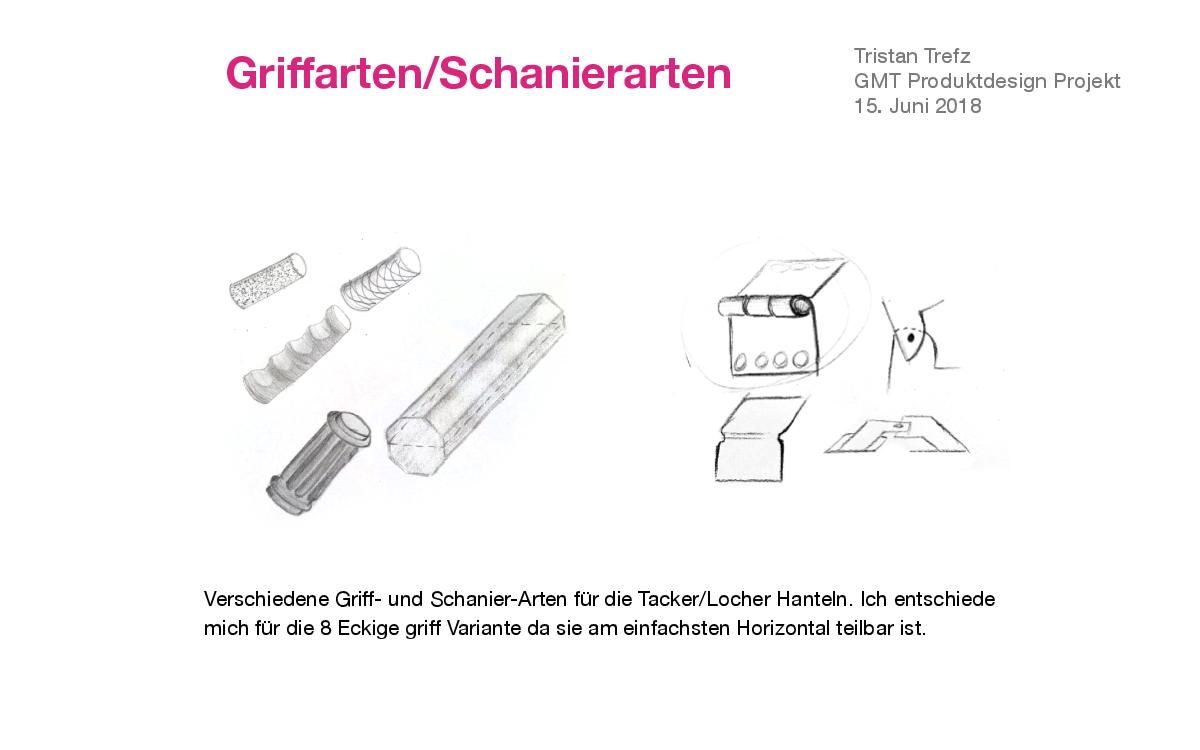 Griffarten/Schanierarten
Tristan Trefz
GMT Produktdesign Projekt
15. Juni 2018
Verschiedene Griff- und Schanier-Arten für die Tacker/Locher Hanteln. Ich entschiede
mich für die 8 Eckige griff Variante da sie am einfachsten Horizontal teilbar ist.